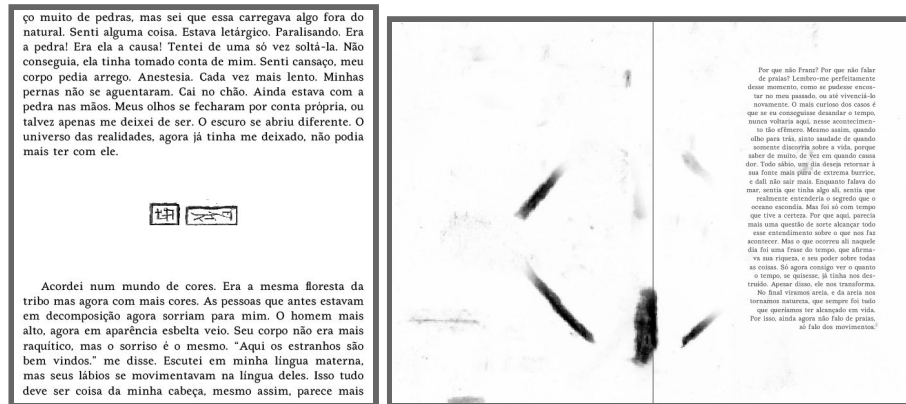 ço muito de pedras, mas sei que essa carregava algo fora do
natural. Senti alguma coisa. Estava letárgico. Paralisando. Era
a pedra! Era ela a causa! Tentei de uma só vez soltá-la. Não
conseguia, ela tinha tomado conta de mim. Senti cansaço, meu
corpo pedia arrego. Anestesia. Cada vez mais lento. Minhas
pernas não se aguentaram. Cai no chão. Ainda estava com a
pedra nas mãos. Meus olhos se fecharam por conta própria, ou
talvez apenas me deixei de ser. O escuro se abriu diferente. O
universo das realidades, agora já tinha me deixado, não podia
mais ter com ele.
Acordei num mundo de cores. Era a mesma floresta da
tribo mas agora com mais cores. As pessoas que antes estavam
em decomposição agora sorriam para mim. O homem mais
alto, agora em aparência esbelta veio. Seu corpo não era mais
raquítico, mas o sorriso é o mesmo. “Aqui os estranhos são
bem vindos.” me disse. Escutei em minha língua materna,
mas seus lábios se movimentavam na língua deles. Isso tudo
deve ser coisa da minha cabeça, mesmo assim, parece mais
Por que não Franz? Por que não falar
de praias? Lembro-me perfeitamente
desse momento, como se pudesse encos-
tar no meu passado, ou até vivenciá-lo
novamente. O mais curioso dos casos é
que se eu conseguisse desandar o tempo,
nunca voltaria aqui, nesse acontecimen-
to tão efêmero. Mesmo assim, quando
olho para trás, sinto saudade de quando
somente discorria sobre a vida, porque
saber de muito, de vez em quando causa
dor. Todo sábio, um dia deseja retornar à
sua fonte mais pura de extrema burrice,
e dali não sair mais. Enquanto falava do
mar, sentia que tinha algo ali, sentia que
realmente entenderia o segredo que o
oceano escondia. Mas foi só com tempo
que tive a certeza. Por que aqui, parecia
mais uma questão de sorte alcançar todo
esse entendimento sobre o que nos faz
acontecer. Mas o que ocorreu ali naquele
dia foi uma frase do tempo, que afirma-
va sua riqueza, e seu poder sobre todas
as coisas. Só agora consigo ver o quanto
o tempo, se quisesse, já tinha nos des-
truído. Apesar disso, ele nos transforma.
No final viramos areia, e da areia nos
tornamos natureza, que sempre foi tudo
que queríamos ter alcançado em vida.
Por isso, ainda agora não falo de praias,
só falo dos movimentos.